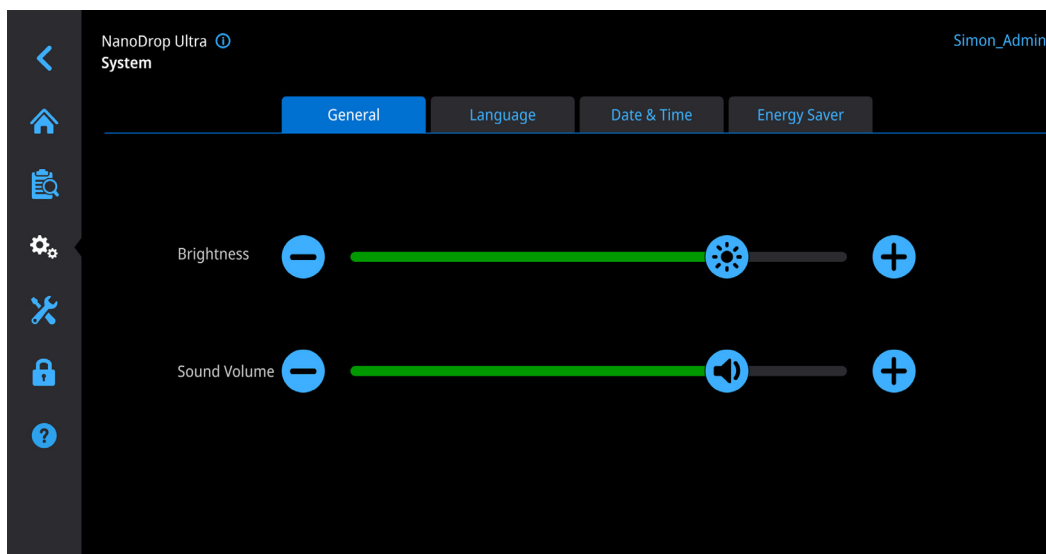 NanoDrop Ultra
Simon_Admin
System
General
Language
Date & Time
Energy Saver
Brightness
Sound Volume